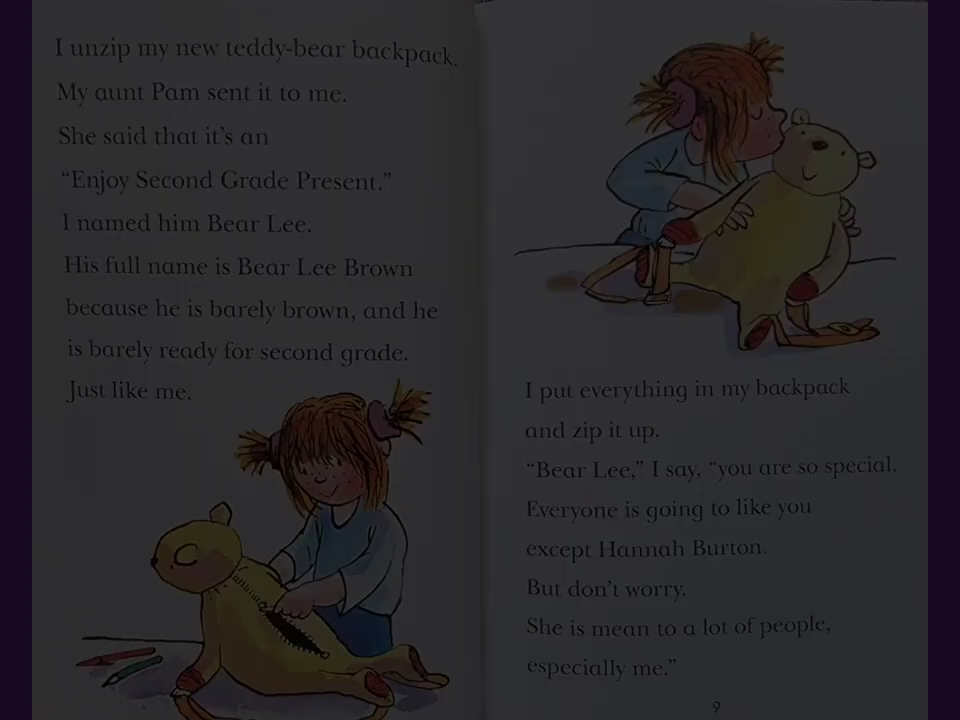 I unzip my new teddy-bear backpack.
My aunt Pam sent it to me.
She said that it's an
“Enjoy Second Grade Present.”
I named him Bear Lee.
His full name is Bear Lee Brown
because he is barely brown, and he
is barely ready for second grade.
Just like me.
I put everything in my backpack
and zip it up.
“Bear Lee,” I say, “you are so special.
Everyone is going to like you
except Hannah Burton.
But don't worry.
She is mean to a lot of people,
especially me.”
9